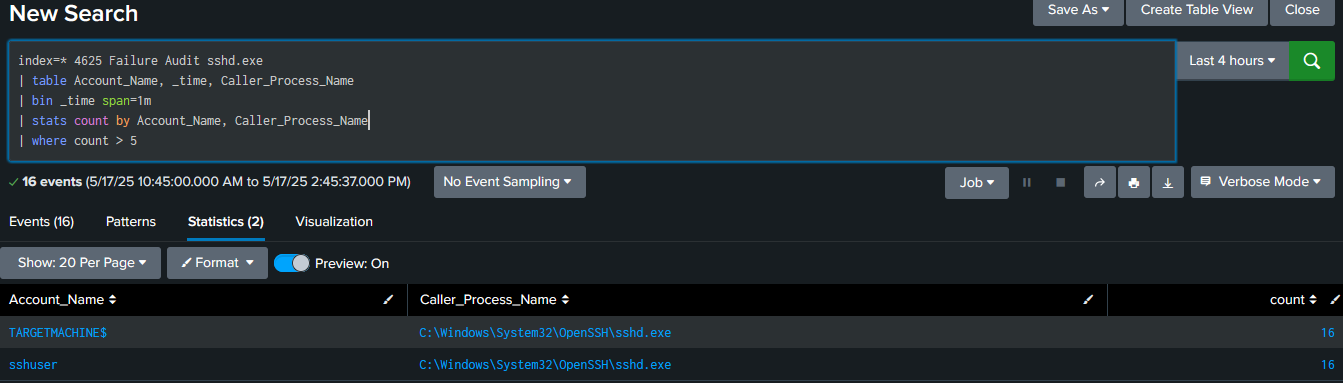 New Search
Save As
Create Table View
Close
index=* 4625 Failure Audit sshd.exe
| table Account_Name, _time, Caller_Process_Name
| bin _time span=1m
| stats count by Account_Name, Caller_Process_Name
| where count > 5
Last 4 hours
16 events (5/17/25 10:45:00.000 AM to 5/17/25 2:45:37.000 PM)
No Event Sampling
Job
Verbose Mode
Events (16)
Patterns
Statistics (2)
Visualization
Show: 20 Per Page
Format
Preview: On
Account_Name
Caller_Process_Name
count
TARGETMACHINE$
C:\Windows\System32\OpenSSH\sshd.exe
16
sshuser
C:\Windows\System32\OpenSSH\sshd.exe
16